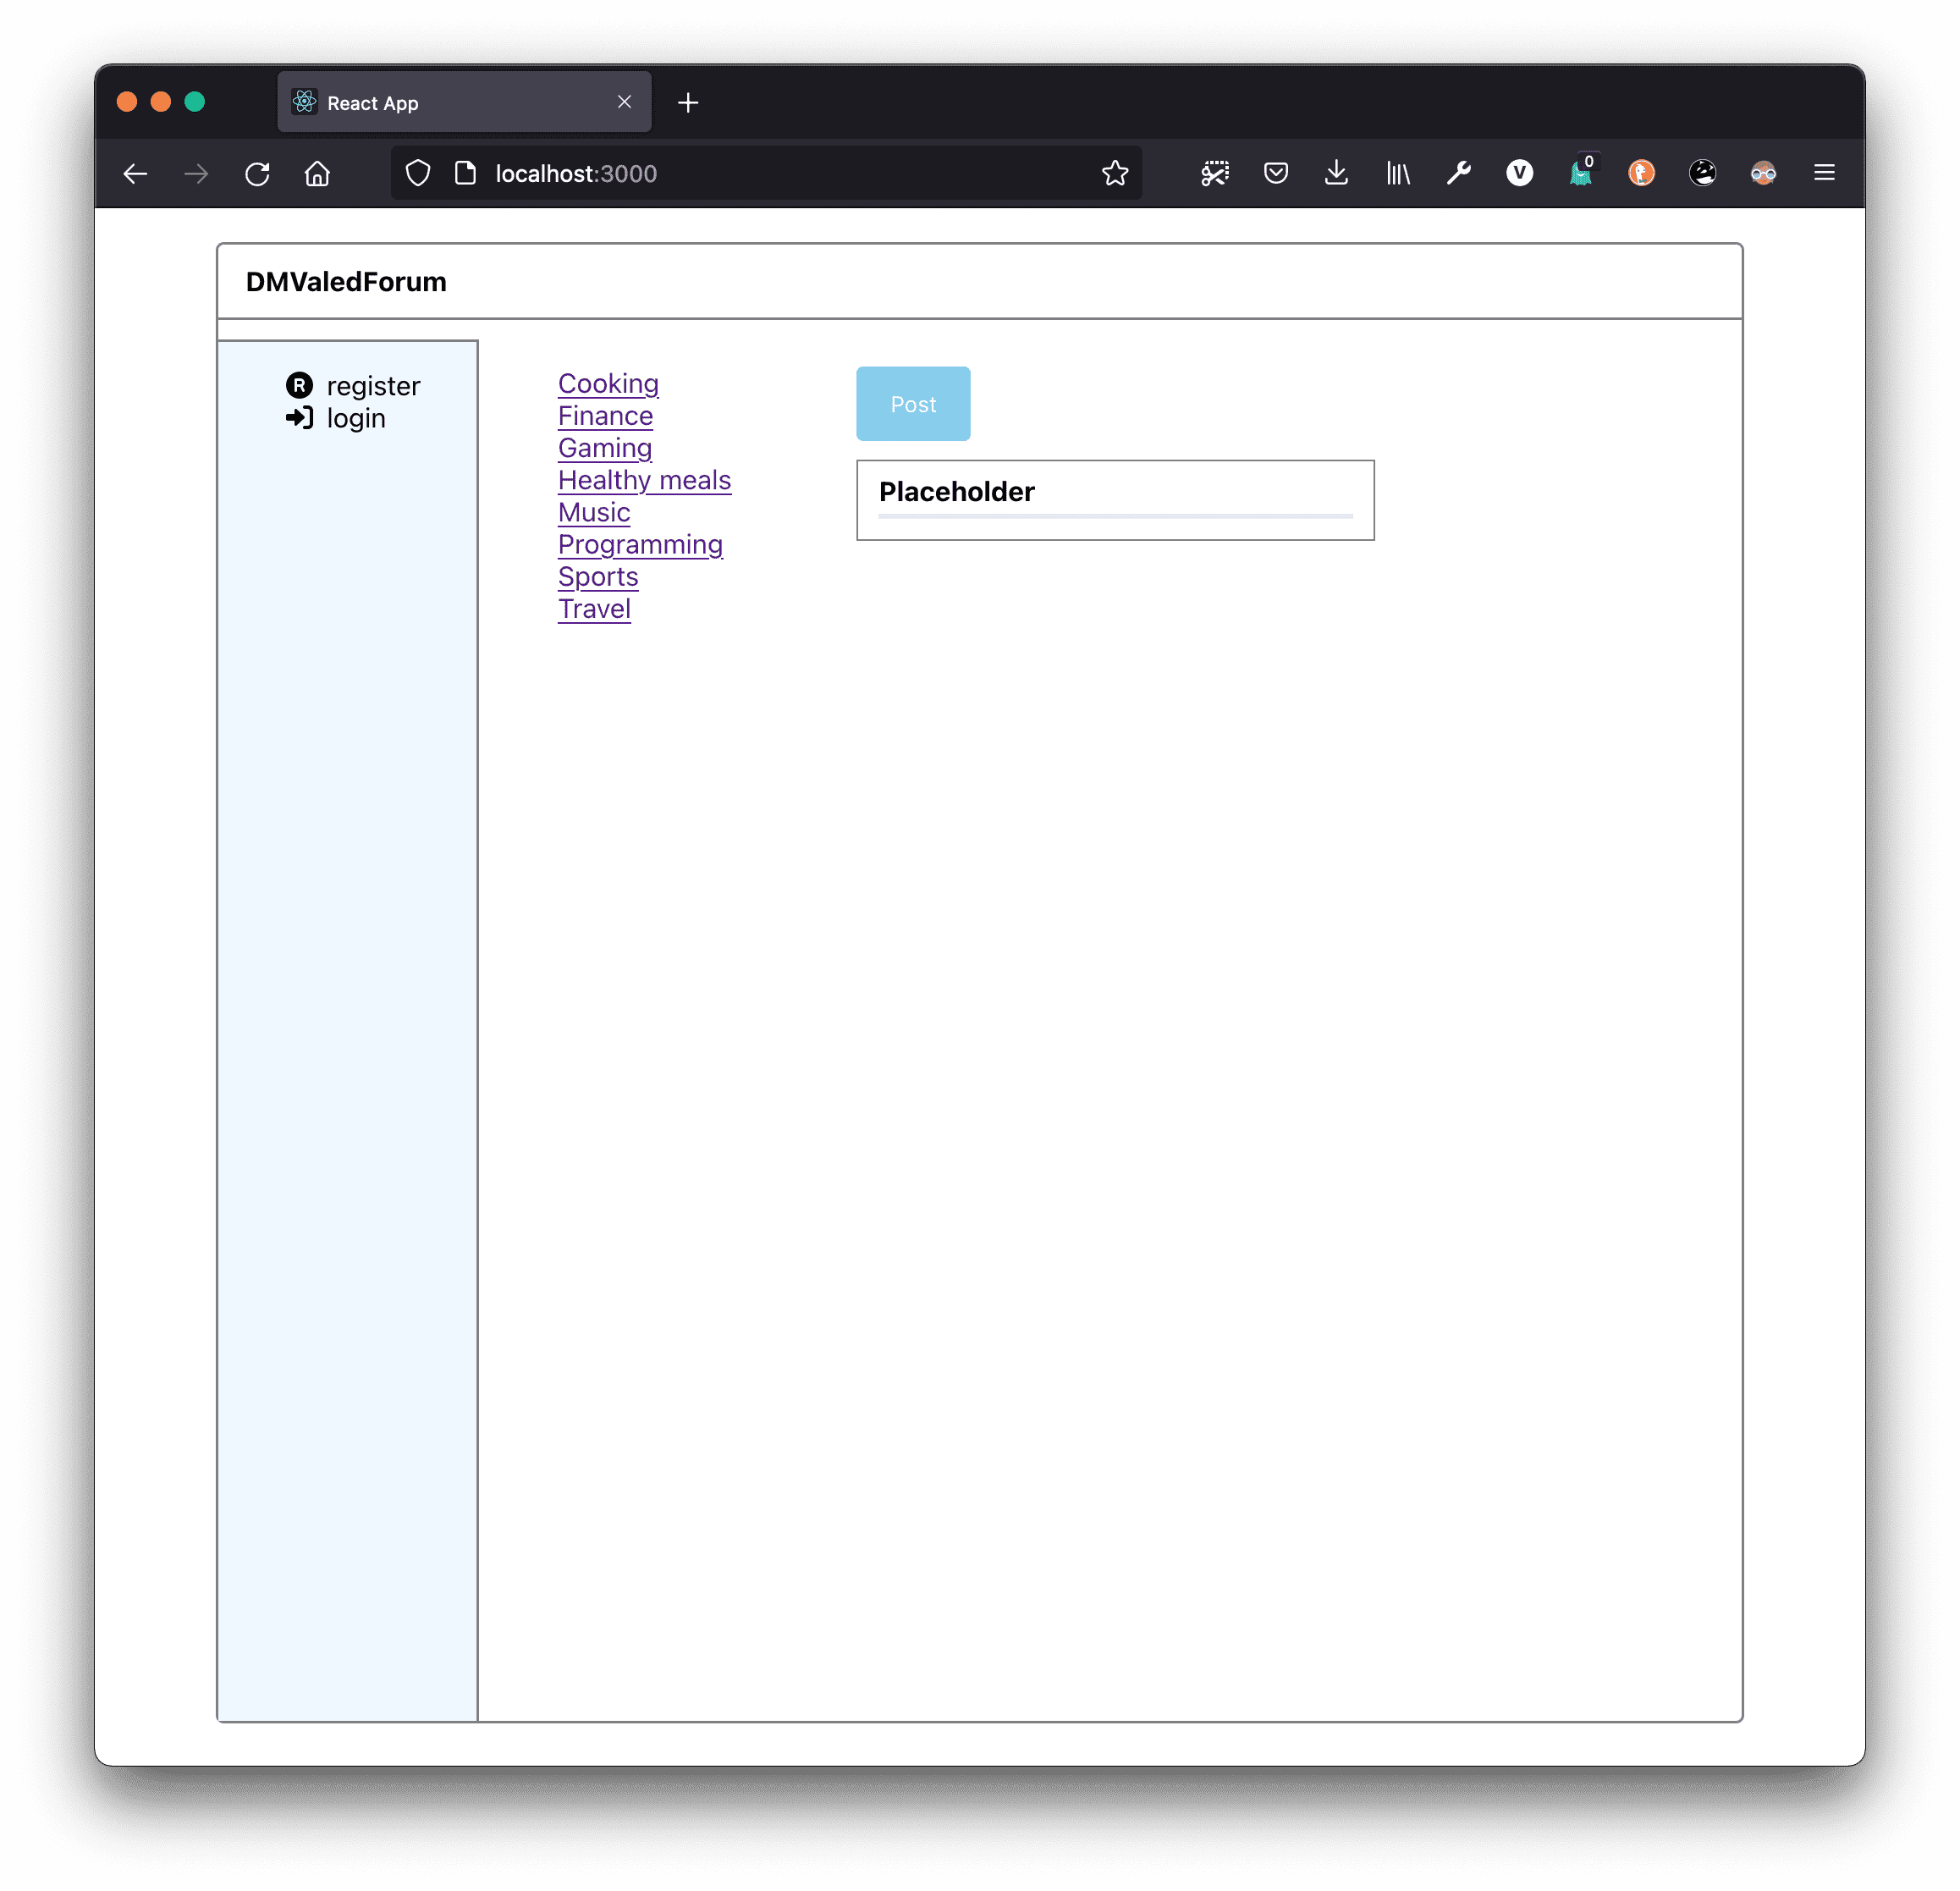 React App
localhost:3000
0
V
DMValedForum
R register
login
Cooking
Finance
Gaming
Healthy meals
Music
Programming
Sports
Travel
Post
Placeholder